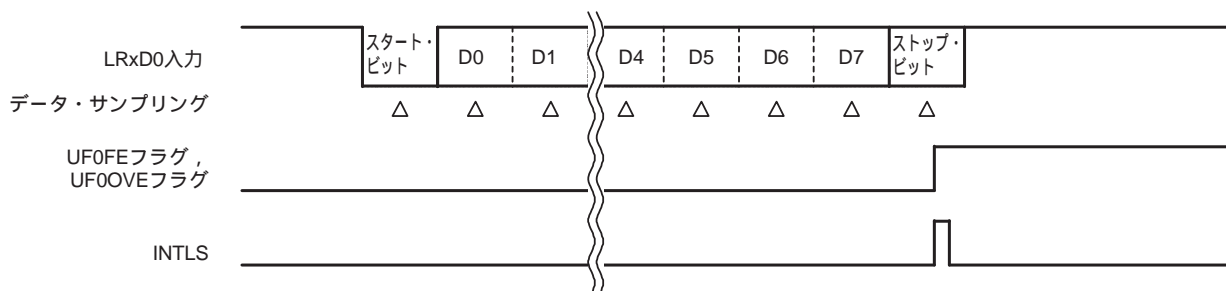 LRxD0入力
スタート・
ビット
D0
D1
D4
D5
D6
D7
ストップ・
ビット
データ・サンプリング
UF0FEフラグ，
UF0OVEフラグ
INTLS